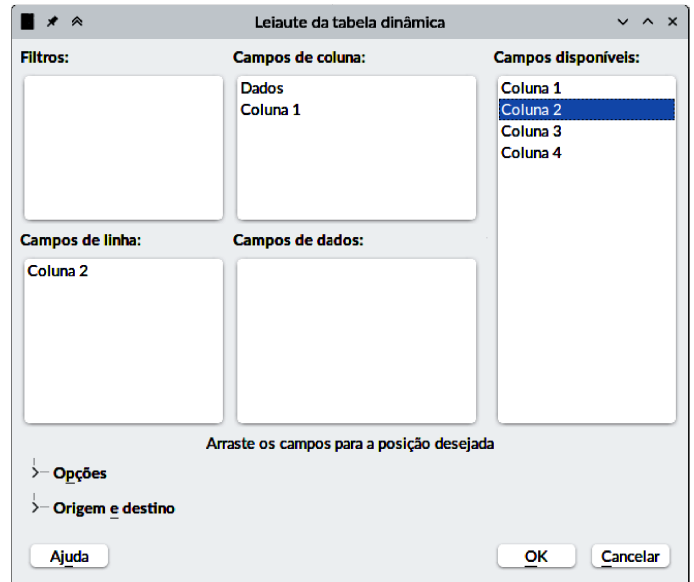 Leiaute da tabela dinâmica
Filtros:
Campos de coluna:
Campos disponíveis:
Dados
Coluna 1
Coluna 1
Coluna 2
Coluna 3
Coluna 4
Campos de linha:
Campos de dados:
Coluna 2
Arraste os campos para a posição desejada
Opções
Origem e destino
Ajuda
OK
Cancelar